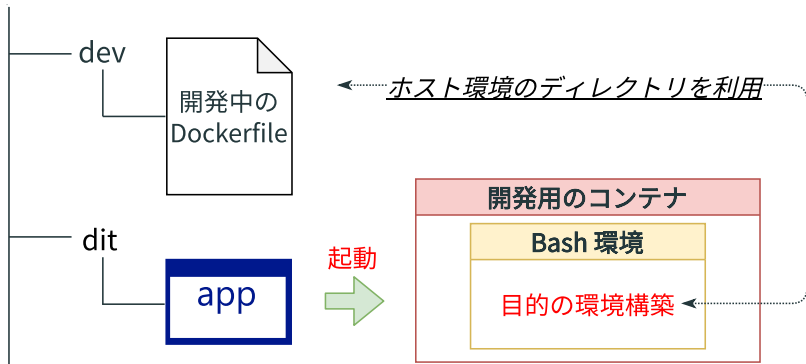 dev
開発中の
Dockerfile
ホスト環境のディレクトリを利用
開発用のコンテナ
dit
Bash 環境
起動
app
目的の環境構築